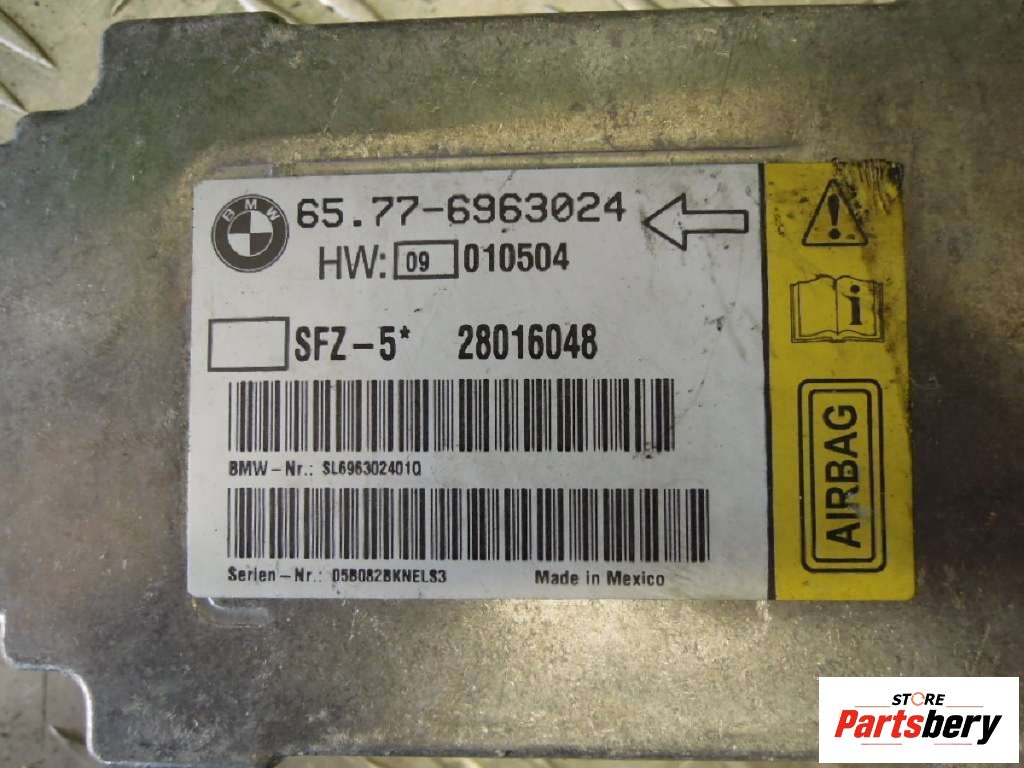 BMW
65.77-6963024
HW: 09 010504
SFZ-5* 28016048
BMW-Nr.: SL696302401Q
Serien-Nr.: 05B082BKNELS3 Made in Mexico
i
AIRBAG
STORE
Partsbery